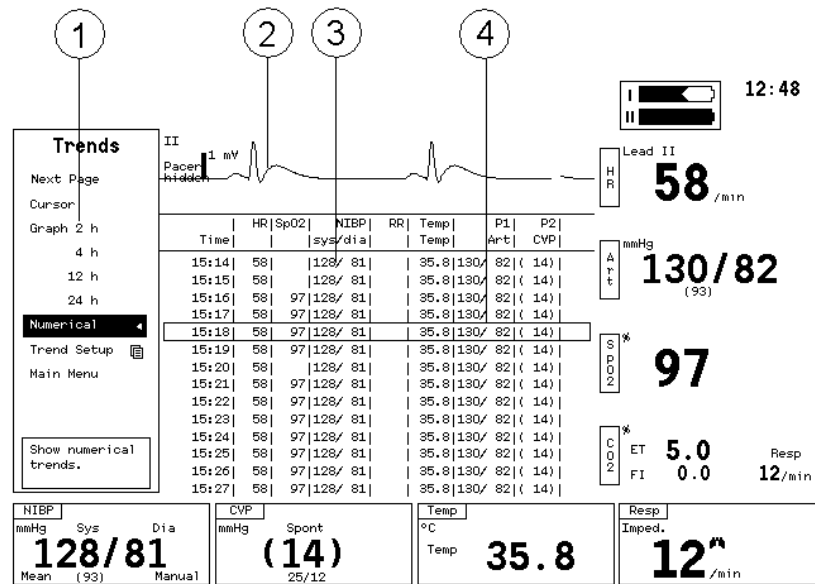 1 2 3 4
12:48
I
II
Trends
Next Page
Cursor
Graph 2 h
4 h
12 h
24 h
Numerical
Trend Setup
Main Menu
Show numerical
trends.
II
1 mV
Pacer
hidden
| HR|SpO2| NIBP| RR| Temp| P1| P2|
Time| | |sys/dia| | Temp| Art| CVP|
15:14| 58| |128/ 81| | 35.8|130/ 82|( 14)|
15:15| 58| |128/ 81| | 35.8|130/ 82|( 14)|
15:16| 58| 97|128/ 81| | 35.8|130/ 82|( 14)|
15:17| 58| 97|128/ 81| | 35.8|130/ 82|( 14)|
15:18| 58| 97|128/ 81| | 35.8|130/ 82|( 14)|
15:19| 58| 97|128/ 81| | 35.8|130/ 82|( 14)|
15:20| 58| |128/ 81| | 35.8|130/ 82|( 14)|
15:21| 58| 97|128/ 81| | 35.8|130/ 82|( 14)|
15:22| 58| 97|128/ 81| | 35.8|130/ 82|( 14)|
15:23| 58| 97|128/ 81| | 35.8|130/ 82|( 14)|
15:24| 58| 97|128/ 81| | 35.8|130/ 82|( 14)|
15:25| 58| 97|128/ 81| | 35.8|130/ 82|( 14)|
15:26| 58| 97|128/ 81| | 35.8|130/ 82|( 14)|
15:27| 58| 97|128/ 81| | 35.8|130/ 82|( 14)|
HR
Lead II
58 /min
Art
mmHg
130/82
(93)
SpO2
%
97
CO2
%
ET 5.0 Resp
FI 0.0 12/min
NIBP
mmHg Sys Dia
128/81
Mean (93) Manual
CVP
mmHg Spont
(14)
25/12
Temp
°C
Temp 35.8
Resp
Imped.
12 /min